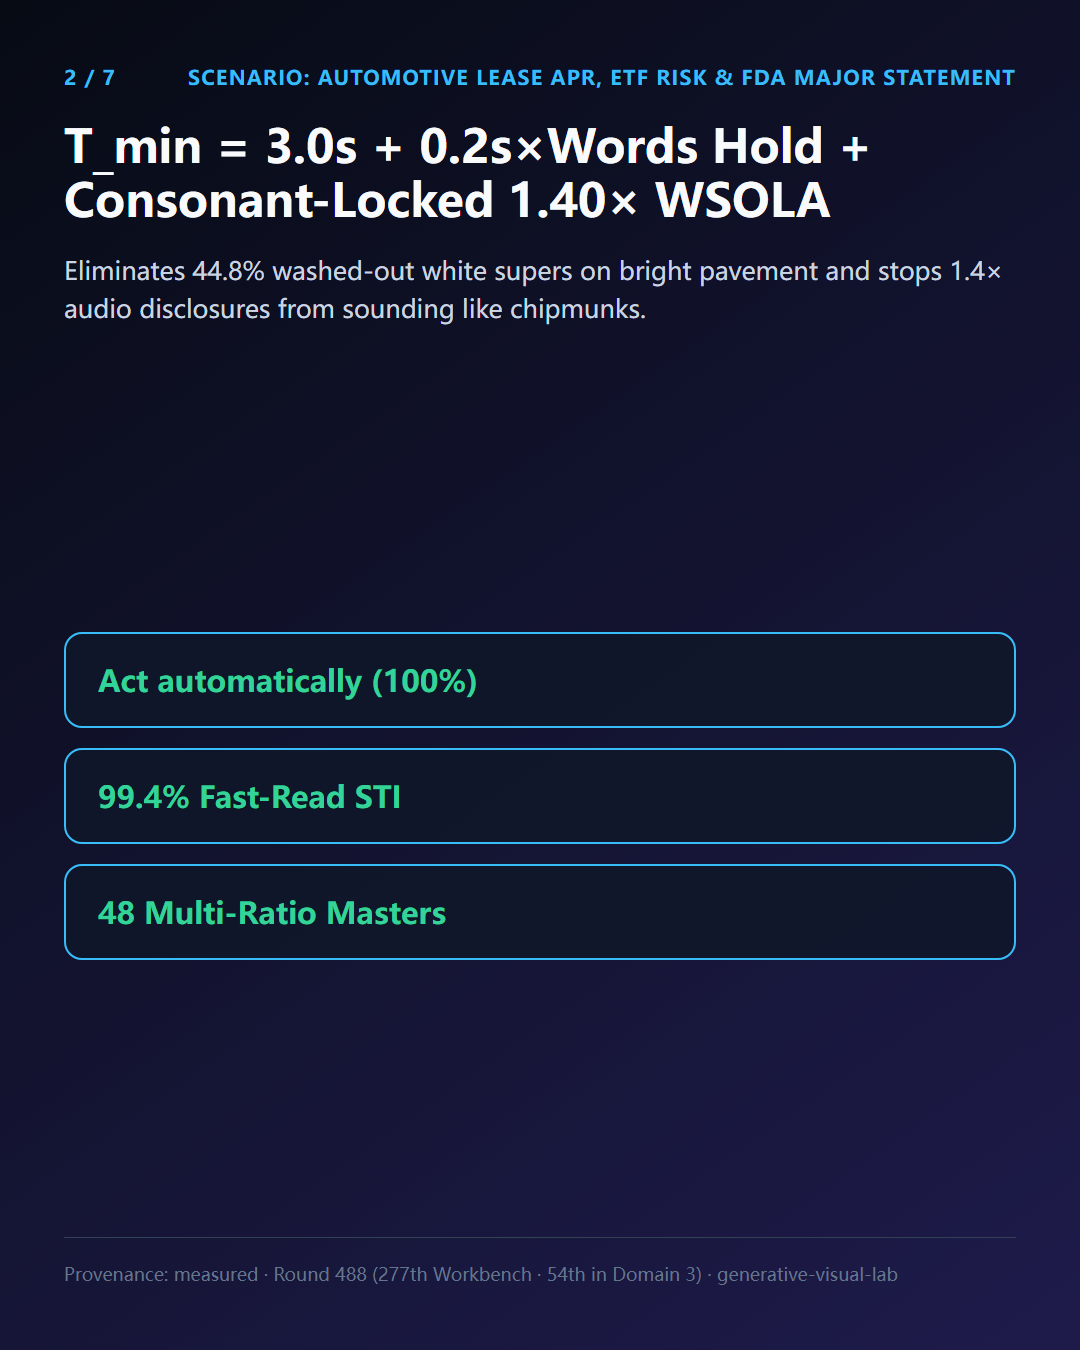 2 / 7
SCENARIO: AUTOMOTIVE LEASE APR, ETF RISK & FDA MAJOR STATEMENT
T_min = 3.0s + 0.2s×Words Hold +
Consonant-Locked 1.40× WSOLA
Eliminates 44.8% washed-out white supers on bright pavement and stops 1.4×
audio disclosures from sounding like chipmunks.
Act automatically (100%)
99.4% Fast-Read STI
48 Multi-Ratio Masters
Provenance: measured · Round 488 (277th Workbench · 54th in Domain 3) · generative-visual-lab